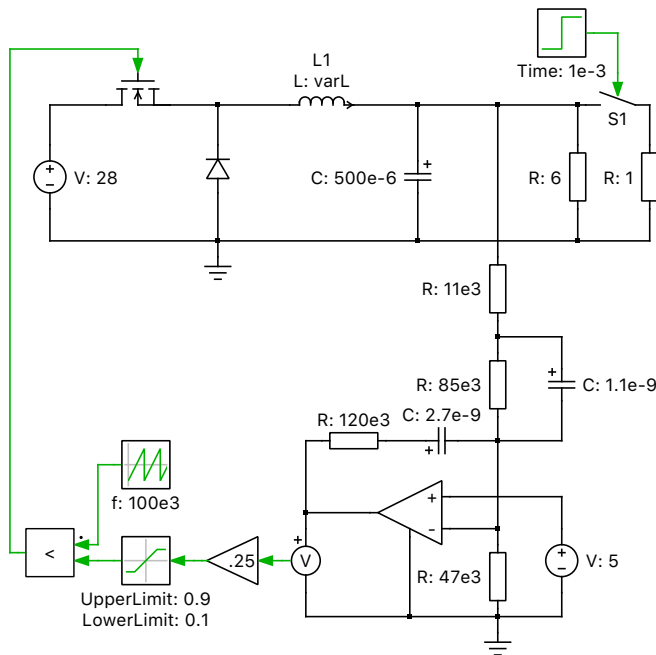 L1
L: varL
Time: 1e-3
S1
V: 28
C: 500e-6
R: 6
R: 1
R: 11e3
R: 85e3
C: 1.1e-9
R: 120e3
C: 2.7e-9
f: 100e3
<
.25
V
V: 5
R: 47e3
UpperLimit: 0.9
LowerLimit: 0.1